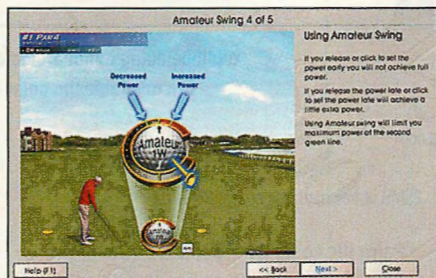 Amateur Swing 4 of 5
#1 PAR4
Decreased Power
Increased Power
Amateur
1W
Using Amateur Swing
If you release or click to set the
power early you will not achieve full
power.
If you release the power late or click
to set the power late will achieve a
little extra power.
Using Amateur swing will limit you
maximum power of the second
green line.
Help (F1)
<< Back
Next >
Close